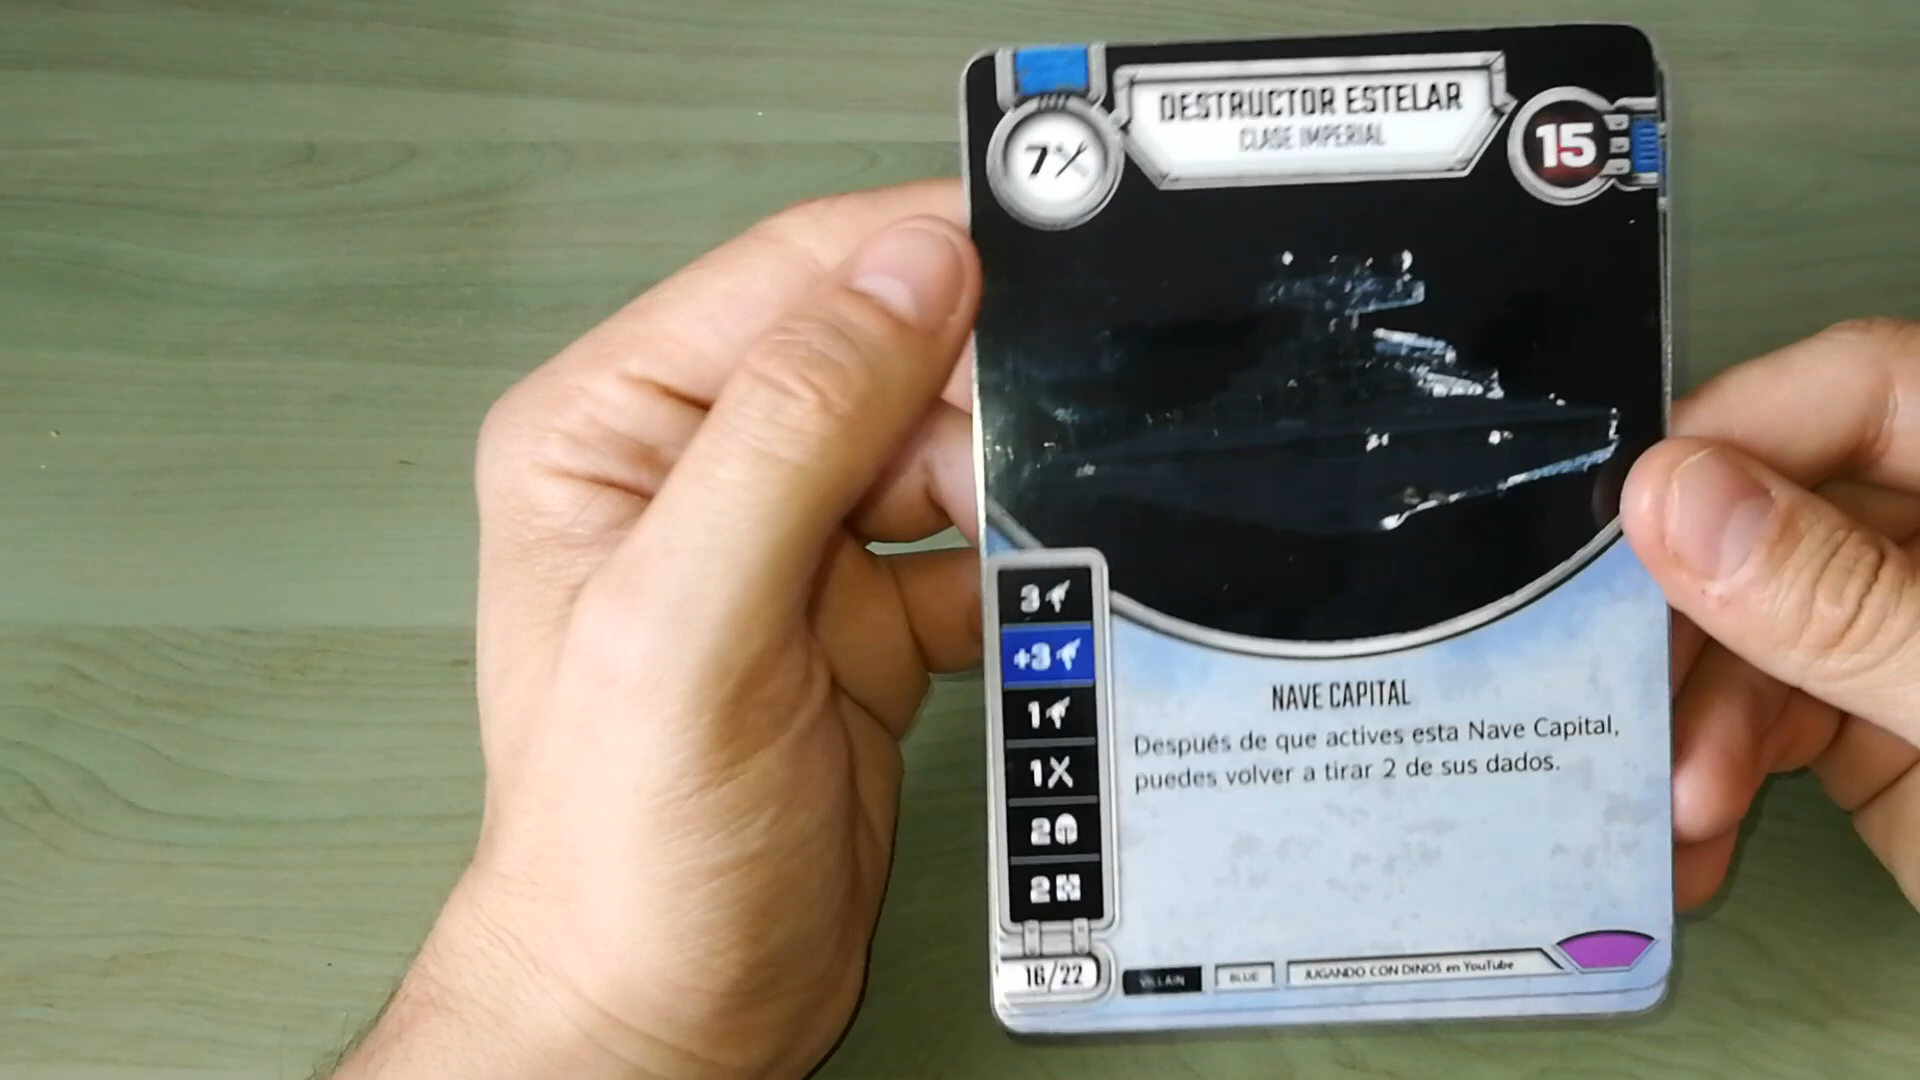 DESTRUCTOR ESTELAR
CLASE IMPERIAL
7
15
3
+3
1
1
2
2
NAVE CAPITAL
Después de que actives esta Nave Capital,
puedes volver a tirar 2 de sus dados.
16/22
VILLAIN
BLUE
JUGANDO CON DINOS en YouTube